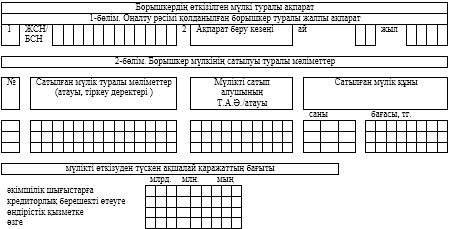 Борышкердің өткізілген мүлкі туралы ақпарат
1-бөлім. Оңалту рәсімі қолданылған борышкер туралы жалпы ақпарат
1 ЖСН/ 2 Ақпарат беру кезеңі ай жыл
БСН
2-бөлім. Борышкер мүлкінің сатылуы туралы мәліметтер
№ Сатылған мүлік туралы мәліметтер Мүлікті сатып Сатылған мүлік құны
(атауы, тіркеу деректері ) алушының
Т.А.Ә./атауы
саны бағасы, тг.
мүлікті өткізуден түскен ақшалай қаражаттың бағыты
млрд. млн. мың
әкімшілік шығыстарға
кредиторлық берешекті өтеуге
өндірістік қызметке
өзге